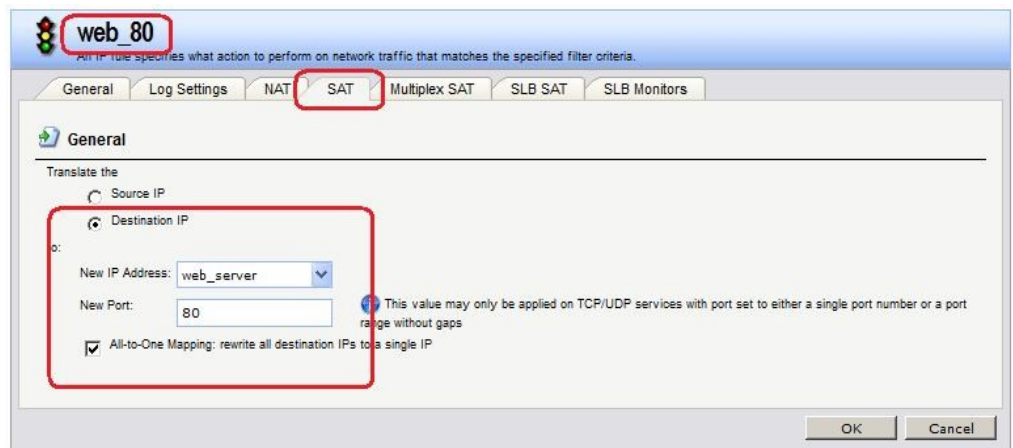 web_80
An IP rule specifies what action to perform on network traffic that matches the specified filter criteria.
General Log Settings NAT SAT Multiplex SAT SLB SAT SLB Monitors
General
Translate the
Source IP
Destination IP
o:
New IP Address: web_server
New Port: 80 This value may only be applied on TCP/UDP services with port set to either a single port number or a port
range without gaps
All-to-One Mapping: rewrite all destination IPs to a single IP
OK Cancel